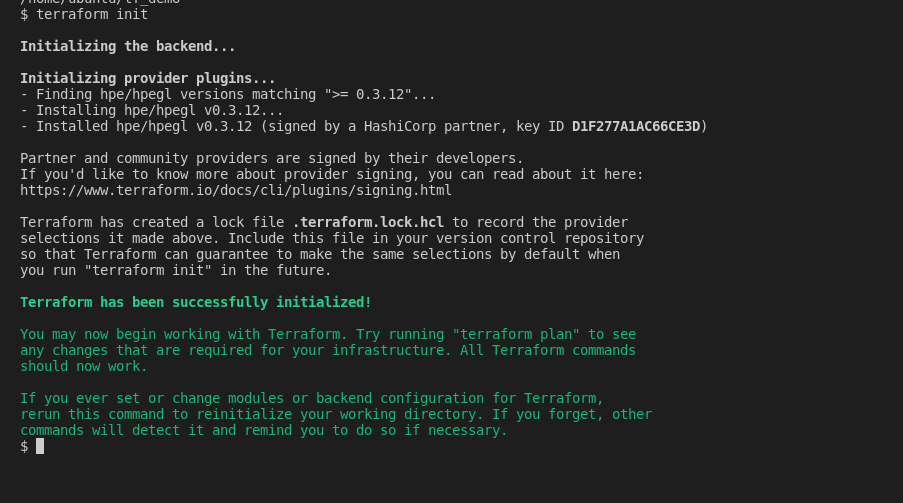 /home/ubuntu/tf_demo
$ terraform init
Initializing the backend...
Initializing provider plugins...
- Finding hpe/hpegl versions matching ">= 0.3.12"...
- Installing hpe/hpegl v0.3.12...
- Installed hpe/hpegl v0.3.12 (signed by a HashiCorp partner, key ID D1F277A1AC66CE3D)
Partner and community providers are signed by their developers.
If you'd like to know more about provider signing, you can read about it here:
https://www.terraform.io/docs/cli/plugins/signing.html
Terraform has created a lock file .terraform.lock.hcl to record the provider
selections it made above. Include this file in your version control repository
so that Terraform can guarantee to make the same selections by default when
you run "terraform init" in the future.
Terraform has been successfully initialized!
You may now begin working with Terraform. Try running "terraform plan" to see
any changes that are required for your infrastructure. All Terraform commands
should now work.
If you ever set or change modules or backend configuration for Terraform,
rerun this command to reinitialize your working directory. If you forget, other
commands will detect it and remind you to do so if necessary.
$